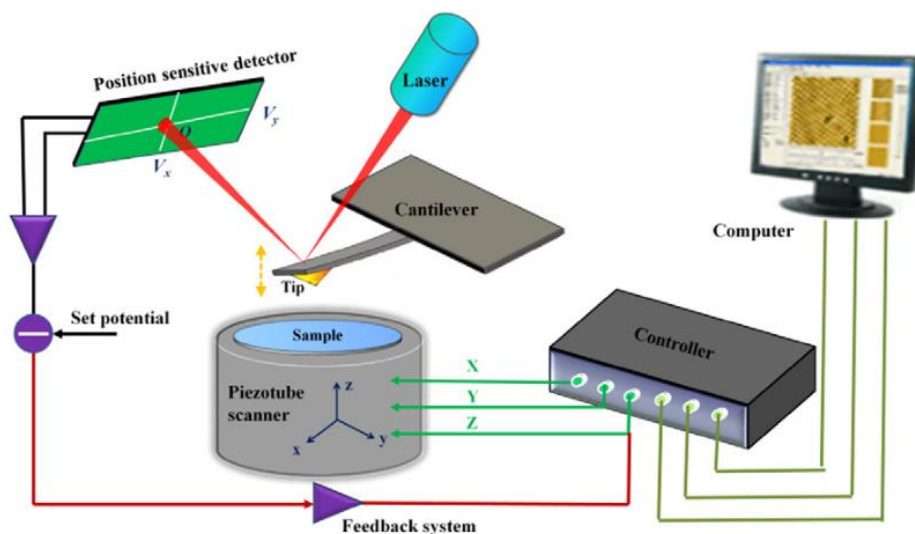 Position sensitive detector
Laser
O
Vy
Vx
Cantilever
Computer
Tip
Set potential
Sample
Controller
Piezotube
scanner
z
x
y
X
Y
Z
Feedback system